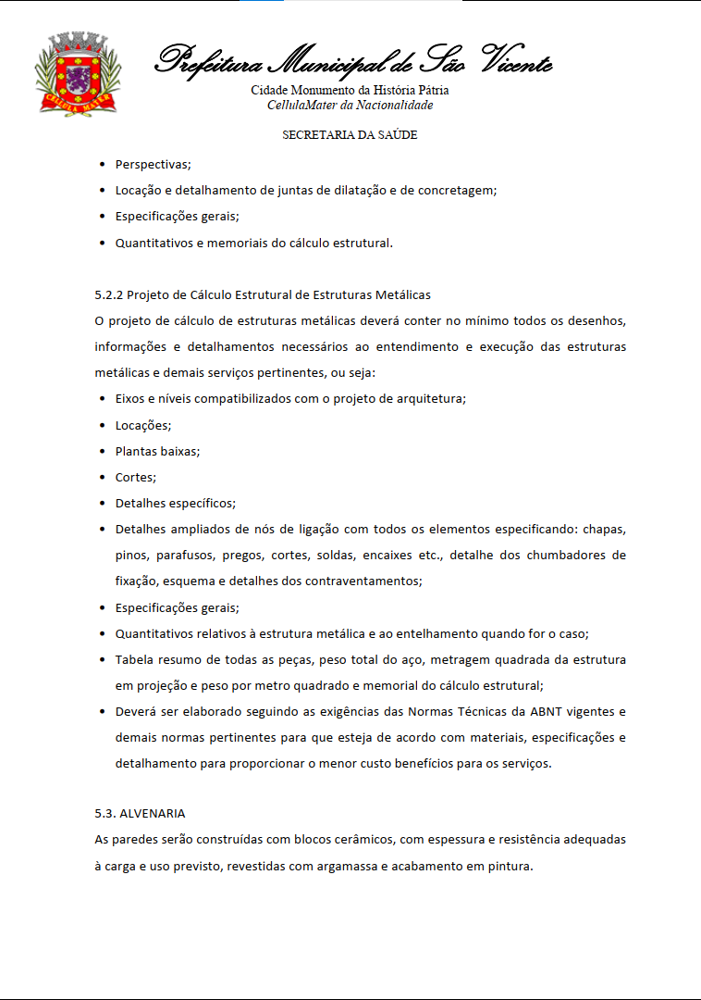 CELLULA MATER
Prefeitura Municipal de São Vicente
Cidade Monumento da História Pátria
CellulaMater da Nacionalidade
SECRETARIA DA SAÚDE
• Perspectivas;
• Locação e detalhamento de juntas de dilatação e de concretagem;
• Especificações gerais;
• Quantitativos e memoriais do cálculo estrutural.
5.2.2 Projeto de Cálculo Estrutural de Estruturas Metálicas
O projeto de cálculo de estruturas metálicas deverá conter no mínimo todos os desenhos,
informações e detalhamentos necessários ao entendimento e execução das estruturas
metálicas e demais serviços pertinentes, ou seja:
• Eixos e níveis compatibilizados com o projeto de arquitetura;
• Locações;
• Plantas baixas;
• Cortes;
• Detalhes específicos;
• Detalhes ampliados de nós de ligação com todos os elementos especificando: chapas,
pinos, parafusos, pregos, cortes, soldas, encaixes etc., detalhe dos chumbadores de
fixação, esquema e detalhes dos contraventamentos;
• Especificações gerais;
• Quantitativos relativos à estrutura metálica e ao entelhamento quando for o caso;
• Tabela resumo de todas as peças, peso total do aço, metragem quadrada da estrutura
em projeção e peso por metro quadrado e memorial do cálculo estrutural;
• Deverá ser elaborado seguindo as exigências das Normas Técnicas da ABNT vigentes e
demais normas pertinentes para que esteja de acordo com materiais, especificações e
detalhamento para proporcionar o menor custo benefícios para os serviços.
5.3. ALVENARIA
As paredes serão construídas com blocos cerâmicos, com espessura e resistência adequadas
à carga e uso previsto, revestidas com argamassa e acabamento em pintura.